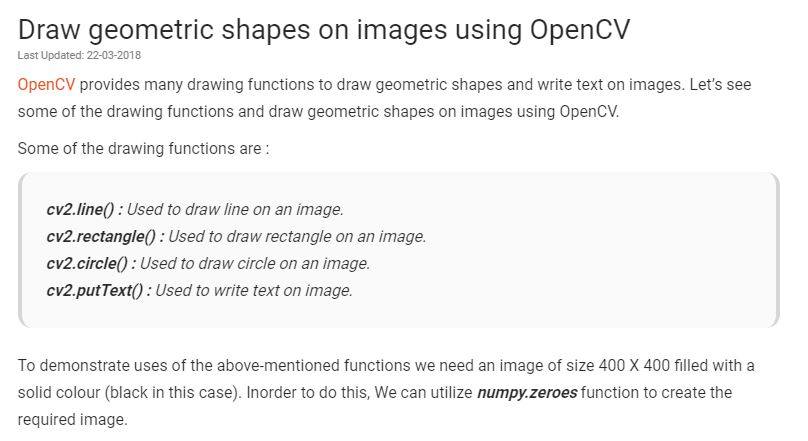 Draw geometric shapes on images using OpenCV
Last Updated: 22-03-2018
OpenCV provides many drawing functions to draw geometric shapes and write text on images. Let's see
some of the drawing functions and draw geometric shapes on images using OpenCV.
Some of the drawing functions are :
cv2.line() : Used to draw line on an image.
cv2.rectangle() : Used to draw rectangle on an image.
cv2.circle() : Used to draw circle on an image.
cv2.putText() : Used to write text on image.
To demonstrate uses of the above-mentioned functions we need an image of size 400 X 400 filled with a
solid colour (black in this case). Inorder to do this, We can utilize numpy.zeroes function to create the
required image.